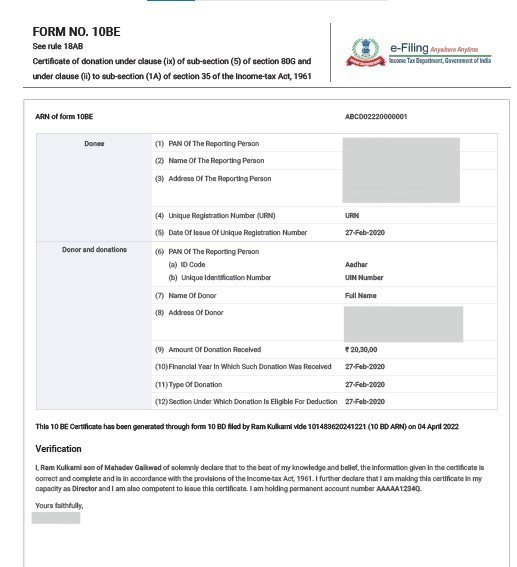 FORM NO. 10BE
See rule 18AB
Certificate of donation under clause (ix) of sub-section (5) of section 80G and
under clause (ii) to sub-section (1A) of section 35 of the Income-tax Act, 1961
e-Filing Anywhere Anytime
Income Tax Department, Government of India
ARN of form 10BE ABCD02220000001
Donee (1) PAN Of The Reporting Person
(2) Name Of The Reporting Person
(3) Address Of The Reporting Person
(4) Unique Registration Number (URN) URN
(5) Date Of Issue Of Unique Registration Number 27-Feb-2020
Donor and donations (6) PAN Of The Reporting Person
(a) ID Code Aadhar
(b) Unique Identification Number UIN Number
(7) Name Of Donor Full Name
(8) Address Of Donor
(9) Amount Of Donation Received ₹ 20,30,00
(10) Financial Year In Which Such Donation Was Received 27-Feb-2020
(11) Type Of Donation 27-Feb-2020
(12) Section Under Which Donation Is Eligible For Deduction 27-Feb-2020
This 10 BE Certificate has been generated through form 10 BD filed by Ram Kulkarni vide 101483620241221 (10 BD ARN) on 04 April 2022
Verification
I, Ram Kulkarni son of Mahadev Gaikwad of solemnly declare that to the best of my knowledge and belief, the information given in the certificate is
correct and complete and is in accordance with the provisions of the Income-tax Act, 1961. I further declare that I am making this certificate in my
capacity as Director and I am also competent to issue this certificate. I am holding permanent account number AAAAA1234Q.
Yours faithfully,